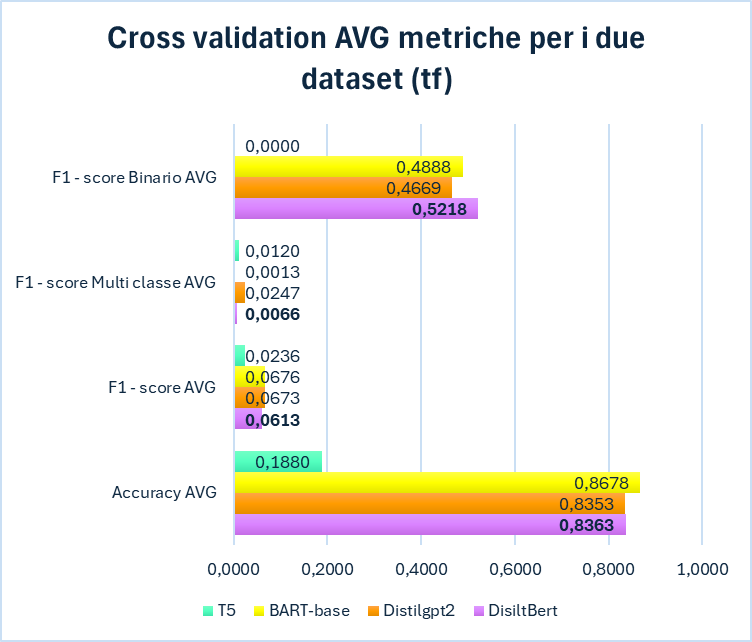 Cross validation AVG metriche per i due
dataset (tf)
F1 - score Binario AVG
0,0000
0,4888
0,4669
0,5218
F1 - score Multi classe AVG
0,0120
0,0013
0,0247
0,0066
F1 - score AVG
0,0236
0,0676
0,0673
0,0613
Accuracy AVG
0,1880
0,8678
0,8353
0,8363
0,0000 0,2000 0,4000 0,6000 0,8000 1,0000
T5 BART-base Distilgpt2 DisiltBert